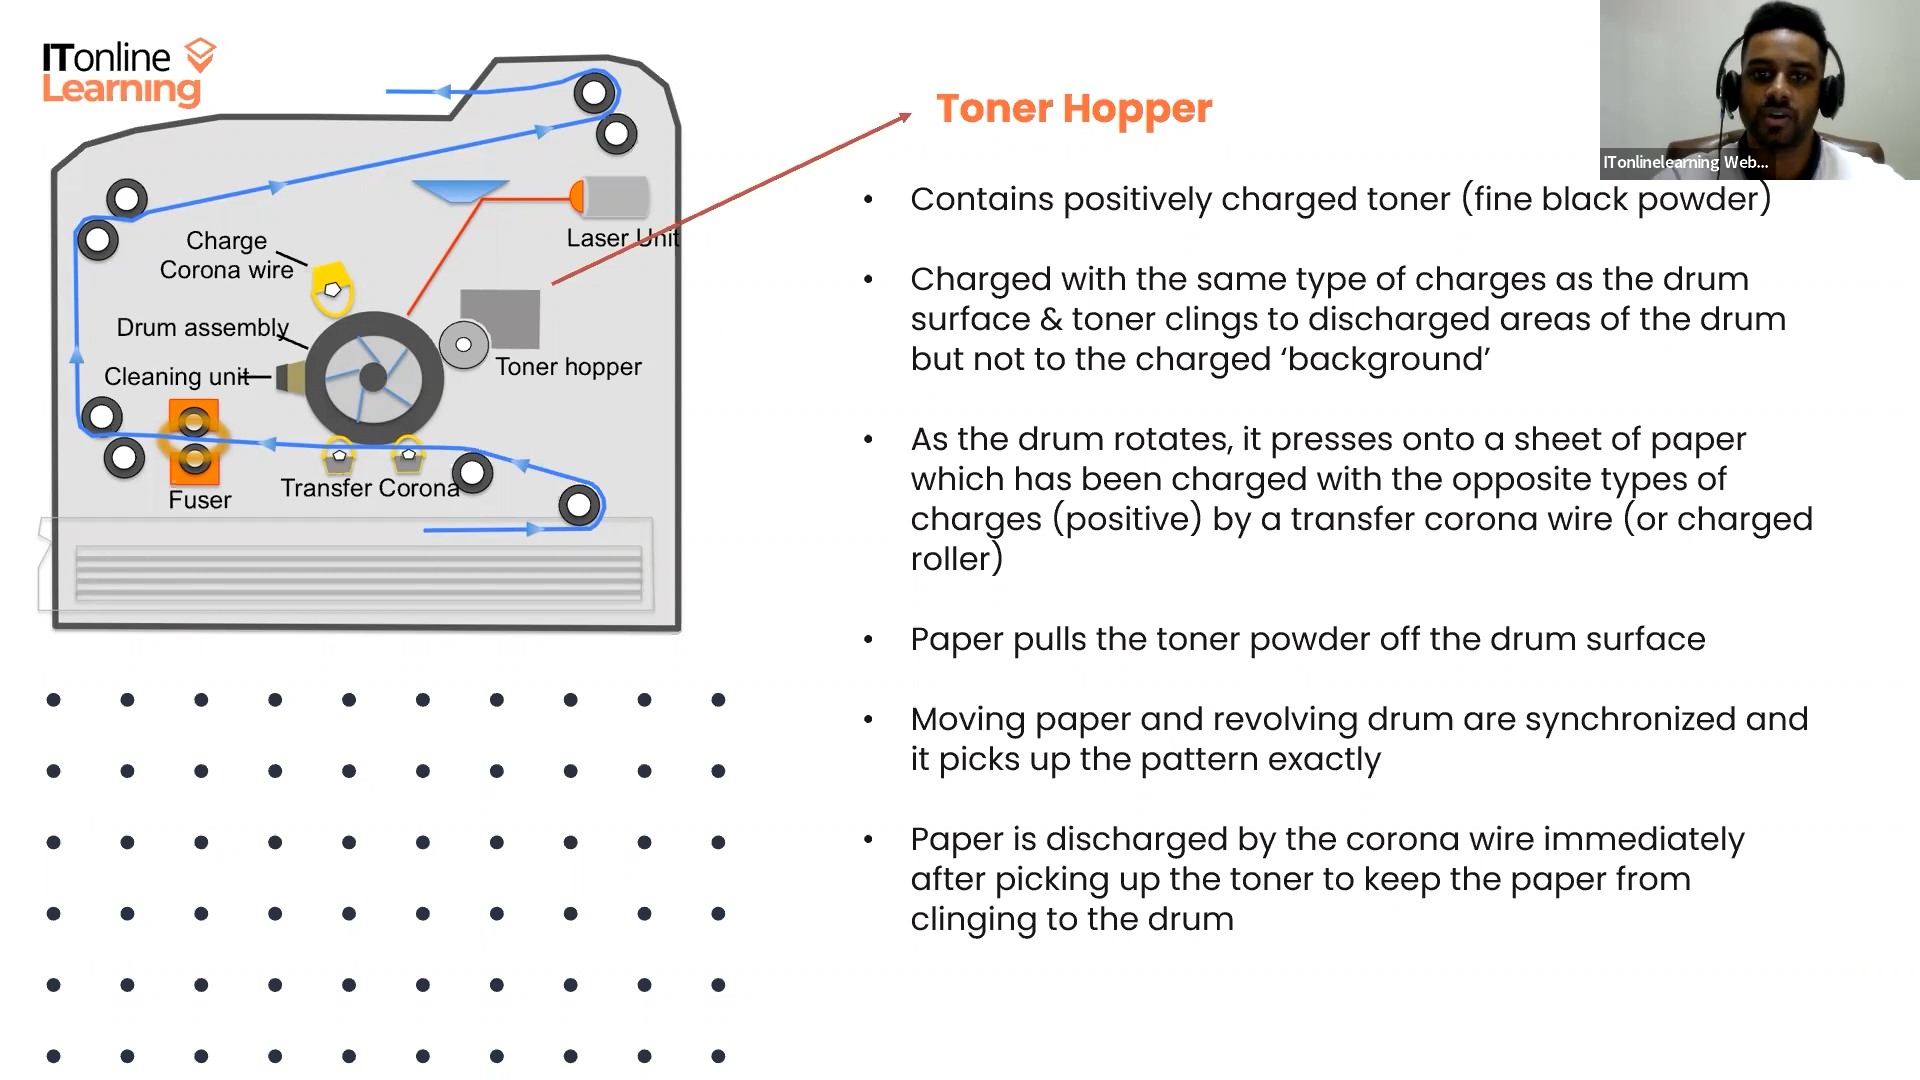 ITonline
Learning
Charge
Corona wire
Drum assembly
Cleaning unit
Fuser
Transfer Corona
Laser Unit
Toner hopper
Toner Hopper
• Contains positively charged toner (fine black powder)
• Charged with the same type of charges as the drum
surface & toner clings to discharged areas of the drum
but not to the charged ‘background’
• As the drum rotates, it presses onto a sheet of paper
which has been charged with the opposite types of
charges (positive) by a transfer corona wire (or charged
roller)
• Paper pulls the toner powder off the drum surface
• Moving paper and revolving drum are synchronized and
it picks up the pattern exactly
• Paper is discharged by the corona wire immediately
after picking up the toner to keep the paper from
clinging to the drum
ITonlinelearning Web...